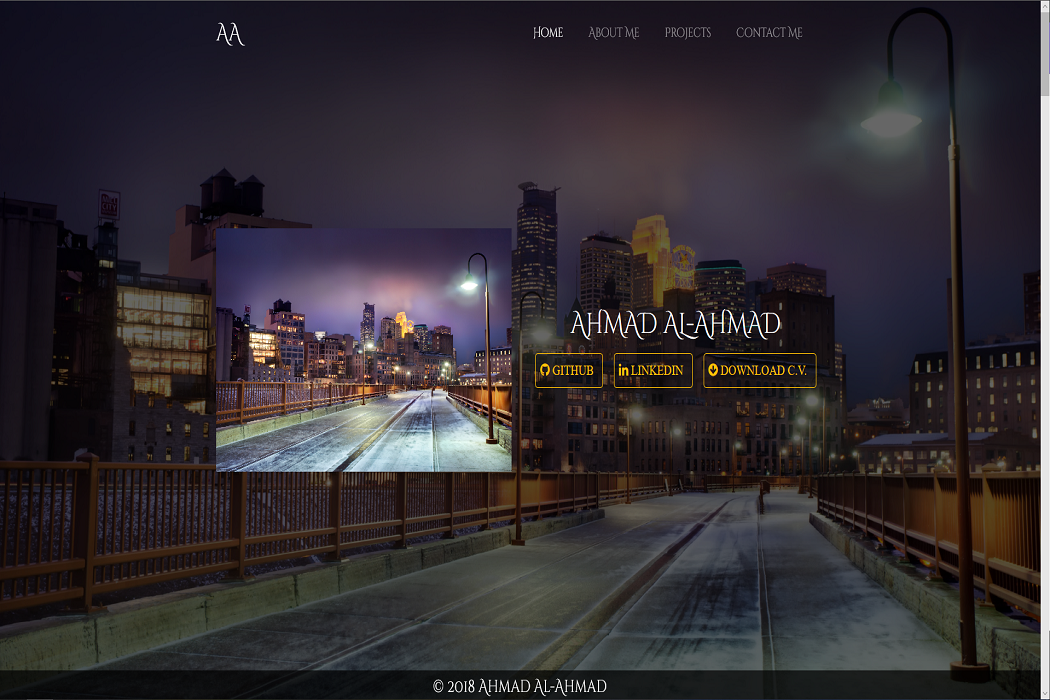 AA
HOME ABOUT ME PROJECTS CONTACT ME
AHMAD AL-AHMAD
GITHUB LINKEDIN DOWNLOAD C.V.
© 2018 AHMAD AL-AHMAD